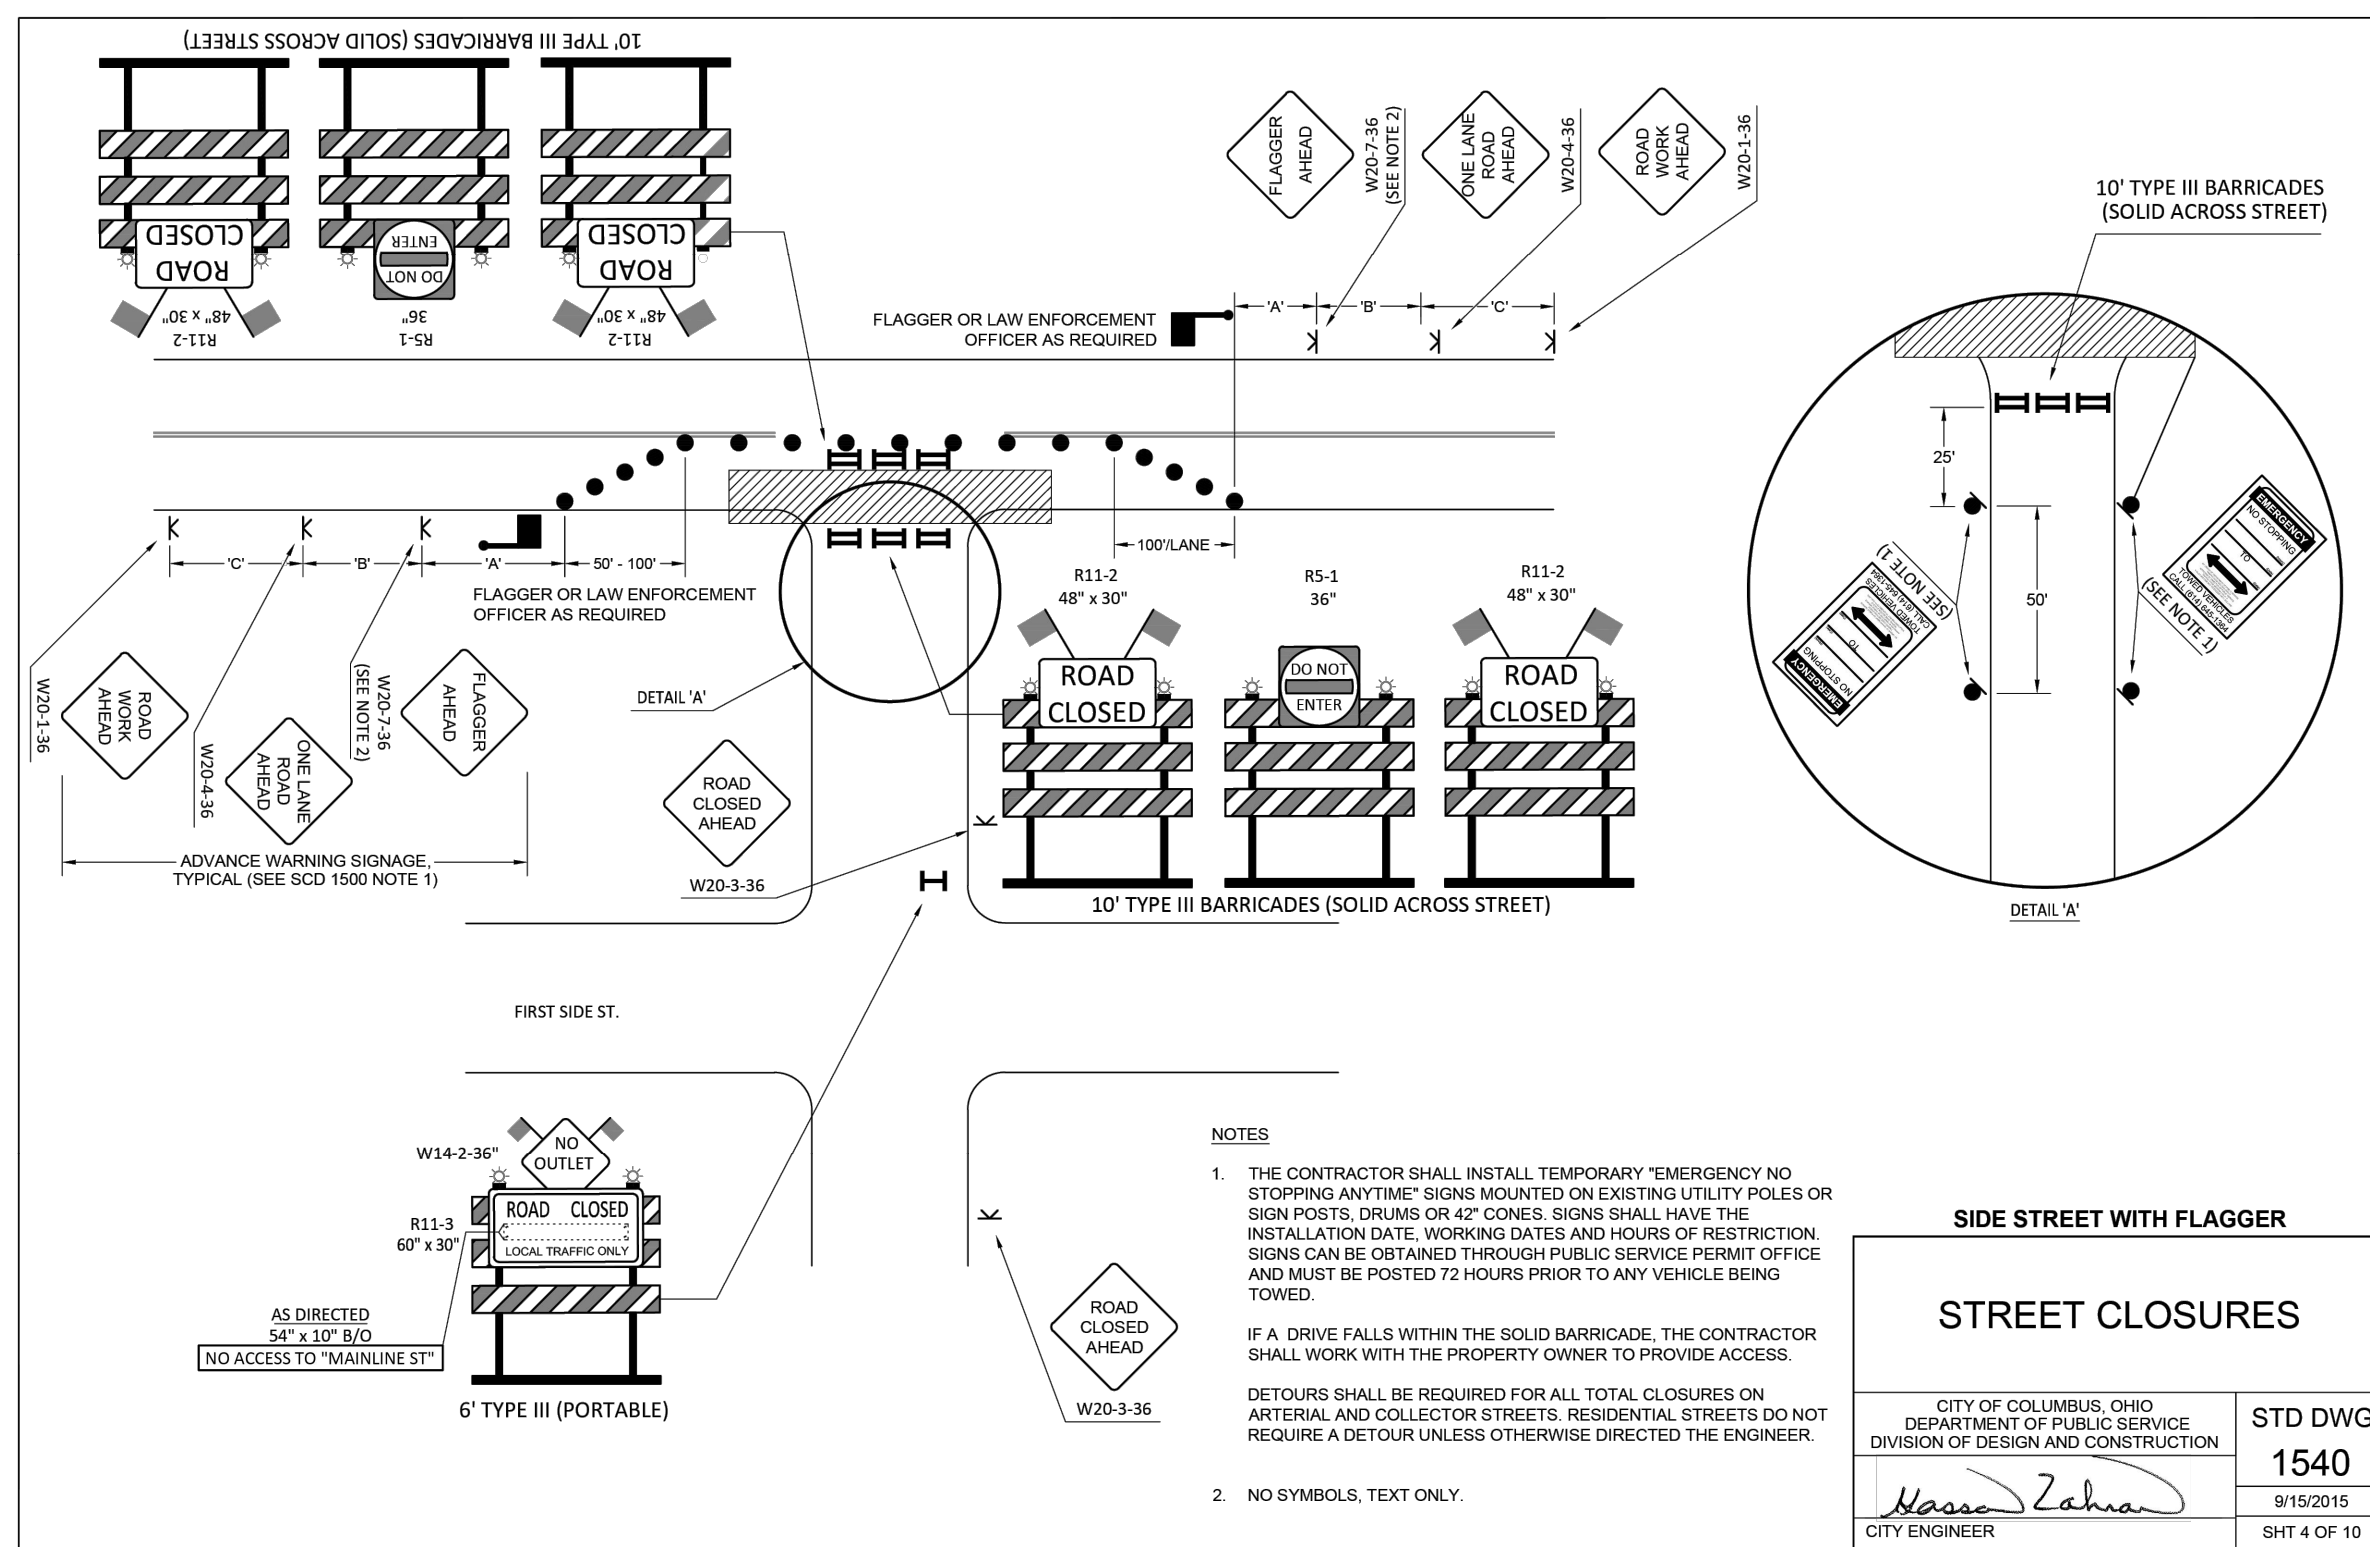 10' TYPE III BARRICADES (SOLID ACROSS STREET)
ROAD
CLOSED
48" x 30"
R11-2
DO NOT
ENTER
36"
R5-1
ROAD
CLOSED
48" x 30"
R11-2
FLAGGER
AHEAD
W20-7-36
(SEE NOTE 2)
ONE LANE
ROAD
AHEAD
W20-4-36
ROAD
WORK
AHEAD
W20-1-36
10' TYPE III BARRICADES
(SOLID ACROSS STREET)
FLAGGER OR LAW ENFORCEMENT
OFFICER AS REQUIRED
'A'
'B'
'C'
'C'
'B'
'A'
50' - 100'
100'/LANE
FLAGGER OR LAW ENFORCEMENT
OFFICER AS REQUIRED
W20-1-36
ROAD
WORK
AHEAD
W20-4-36
ONE LANE
ROAD
AHEAD
W20-7-36
(SEE NOTE 2)
FLAGGER
AHEAD
ADVANCE WARNING SIGNAGE,
TYPICAL (SEE SCD 1500 NOTE 1)
DETAIL 'A'
ROAD
CLOSED
AHEAD
W20-3-36
R11-2
48" x 30"
ROAD
CLOSED
R5-1
36"
DO NOT
ENTER
R11-2
48" x 30"
ROAD
CLOSED
10' TYPE III BARRICADES (SOLID ACROSS STREET)
25'
50'
(SEE NOTE 1)
EMERGENCY
NO STOPPING
TO
TOWED VEHICLES
CALL (614) 645-1364
(SEE NOTE 1)
EMERGENCY
NO STOPPING
TO
TOWED VEHICLES
CALL (614) 645-1364
DETAIL 'A'
FIRST SIDE ST.
W14-2-36"
NO
OUTLET
R11-3
60" x 30"
ROAD CLOSED
LOCAL TRAFFIC ONLY
AS DIRECTED
54" x 10" B/O
NO ACCESS TO "MAINLINE ST"
6' TYPE III (PORTABLE)
ROAD
CLOSED
AHEAD
W20-3-36
NOTES
1. THE CONTRACTOR SHALL INSTALL TEMPORARY "EMERGENCY NO
STOPPING ANYTIME" SIGNS MOUNTED ON EXISTING UTILITY POLES OR
SIGN POSTS, DRUMS OR 42" CONES. SIGNS SHALL HAVE THE
INSTALLATION DATE, WORKING DATES AND HOURS OF RESTRICTION.
SIGNS CAN BE OBTAINED THROUGH PUBLIC SERVICE PERMIT OFFICE
AND MUST BE POSTED 72 HOURS PRIOR TO ANY VEHICLE BEING
TOWED.
IF A DRIVE FALLS WITHIN THE SOLID BARRICADE, THE CONTRACTOR
SHALL WORK WITH THE PROPERTY OWNER TO PROVIDE ACCESS.
DETOURS SHALL BE REQUIRED FOR ALL TOTAL CLOSURES ON
ARTERIAL AND COLLECTOR STREETS. RESIDENTIAL STREETS DO NOT
REQUIRE A DETOUR UNLESS OTHERWISE DIRECTED THE ENGINEER.
2. NO SYMBOLS, TEXT ONLY.
SIDE STREET WITH FLAGGER
STREET CLOSURES
CITY OF COLUMBUS, OHIO
DEPARTMENT OF PUBLIC SERVICE
DIVISION OF DESIGN AND CONSTRUCTION
CITY ENGINEER
STD DWG
1540
9/15/2015
SHT 4 OF 10